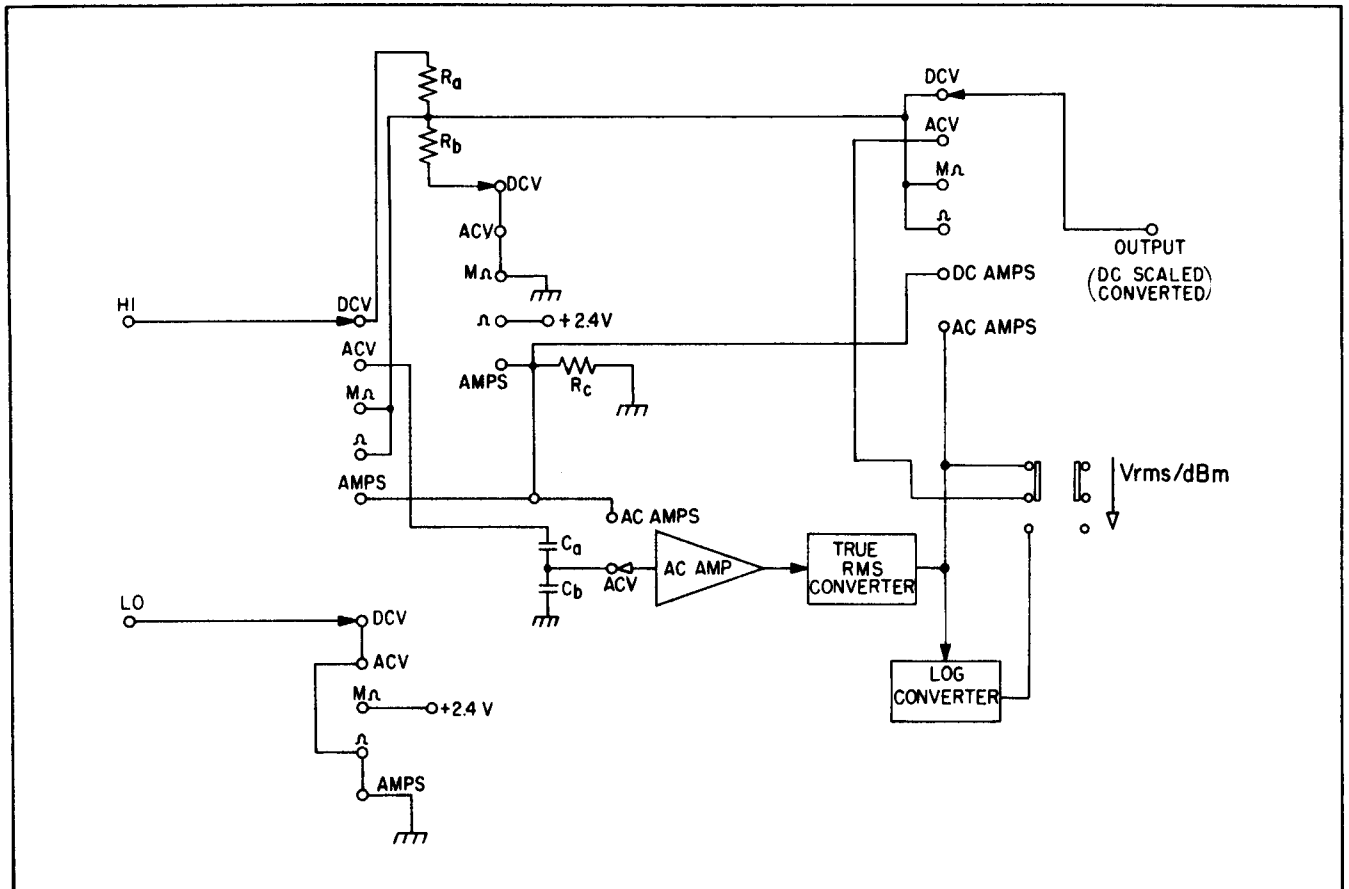 Ra
Rb
DCV
ACV
MΩ
Ω
+2.4V
AMPS
Rc
HI
DCV
ACV
MΩ
Ω
AMPS
DCV
ACV
MΩ
Ω
DC AMPS
AC AMPS
OUTPUT
(DC SCALED)
(CONVERTED)
Vrms/dBm
AC AMPS
Ca
Cb
ACV
AC AMP
TRUE
RMS
CONVERTER
LOG
CONVERTER
LO
DCV
ACV
MΩ
+2.4 V
Ω
AMPS